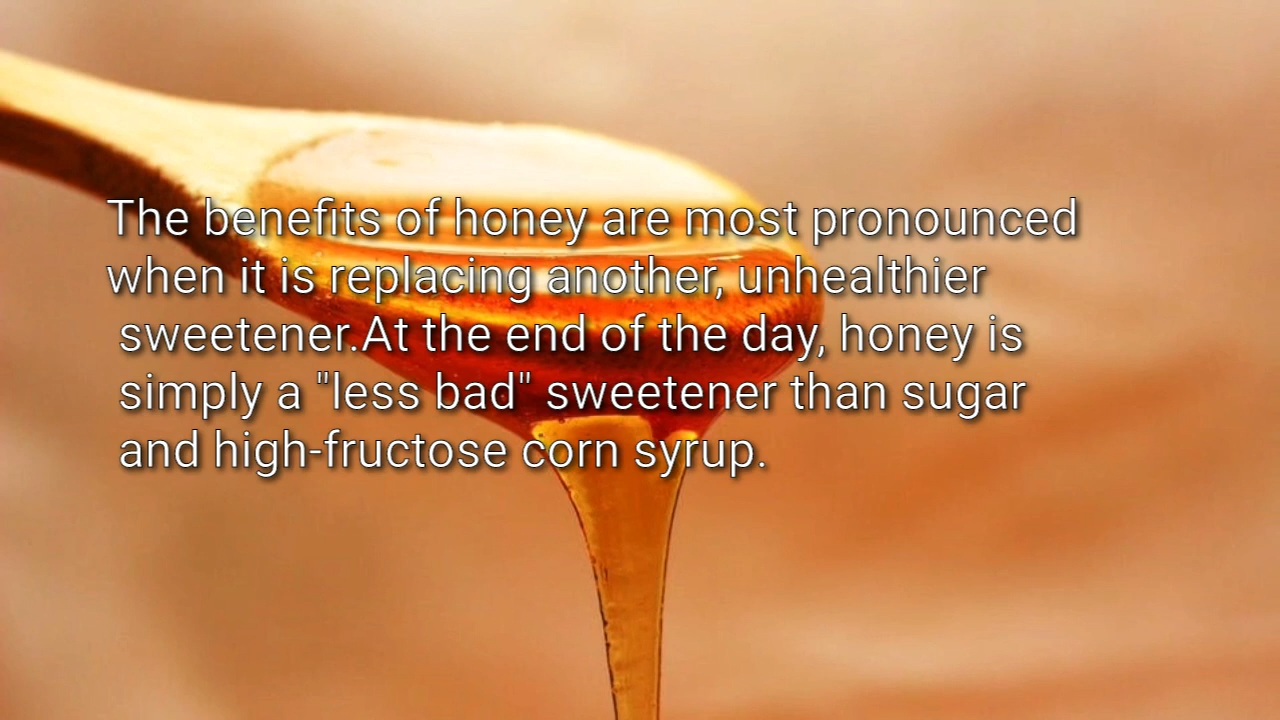 The benefits of honey are most pronounced
when it is replacing another, unhealthier
sweetener.At the end of the day, honey is
simply a "less bad" sweetener than sugar
and high-fructose corn syrup.